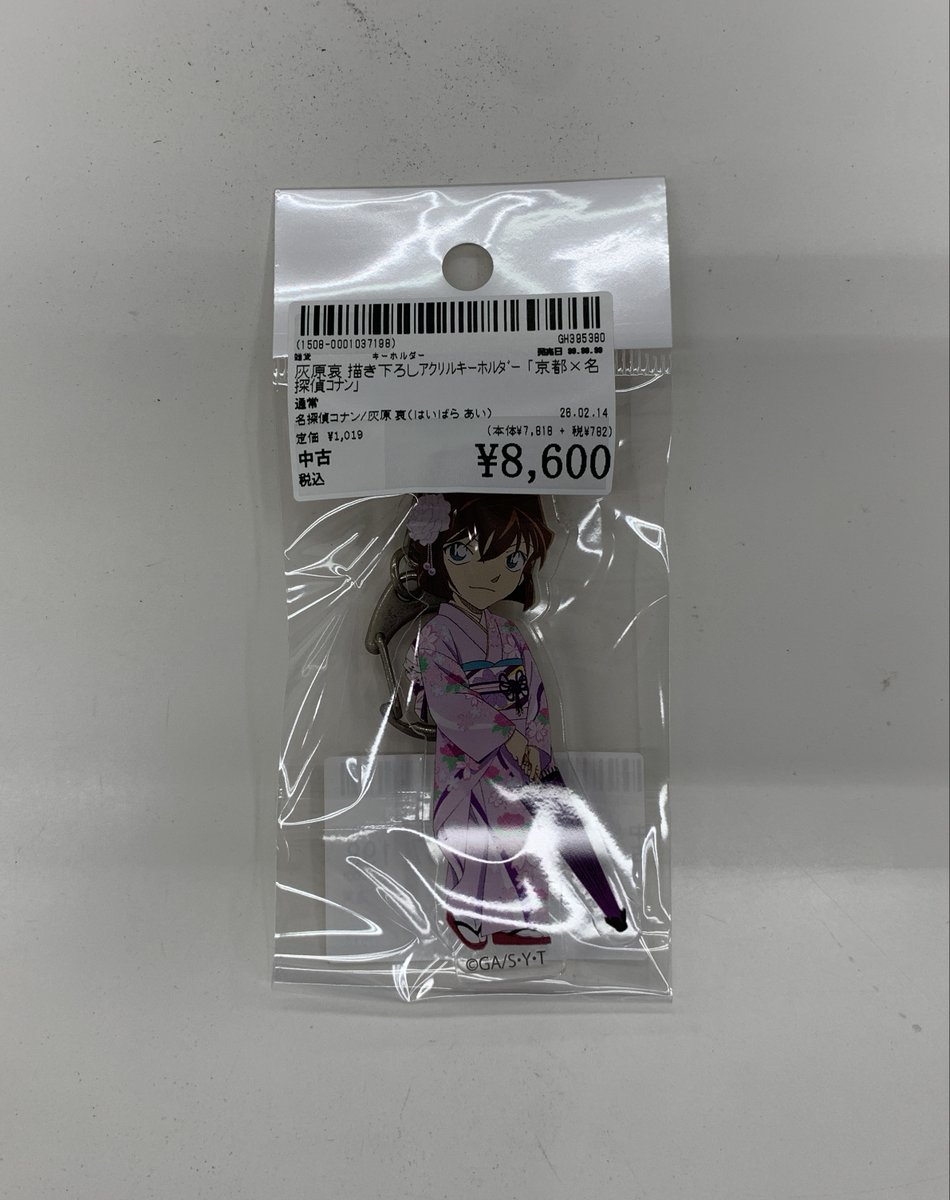 (1508-0001037198) GH395380
雑貨 キーホルダー 発売日 99.99.99
灰原哀 描き下ろしアクリルキーホルダー 「京都×名
探偵コナン」
通常
名探偵コナン/灰原 哀(はいばら あい) 26.02.14
定価 ¥1,019 (本体¥7,818 + 税¥782)
中古 ¥8,600
税込
©GA/S・Y・T